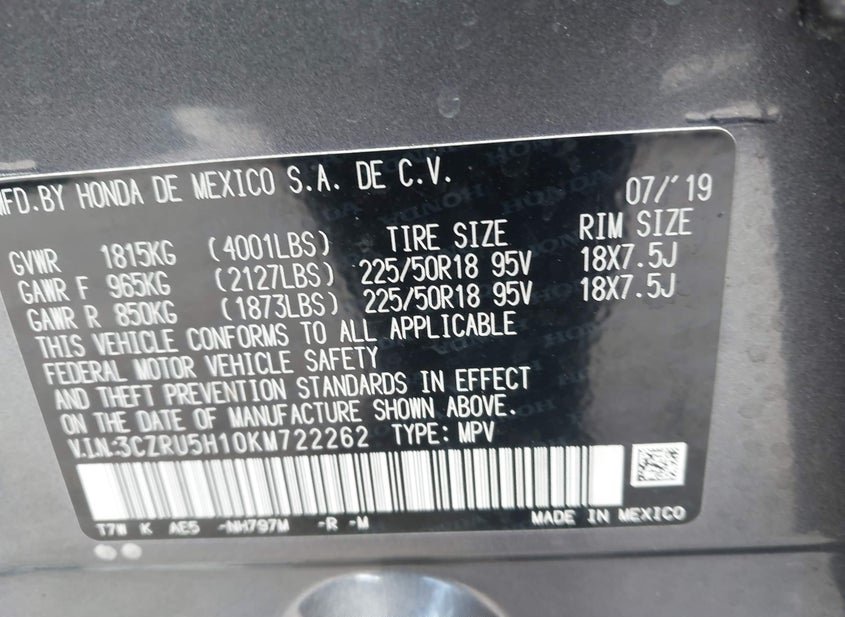 MFD.BY HONDA DE MEXICO S.A. DE C.V. 07/'19
GVWR 1815KG (4001LBS) TIRE SIZE RIM SIZE
GAWR F 965KG (2127LBS) 225/50R18 95V 18X7.5J
GAWR R 850KG (1873LBS) 225/50R18 95V 18X7.5J
THIS VEHICLE CONFORMS TO ALL APPLICABLE
FEDERAL MOTOR VEHICLE SAFETY
AND THEFT PREVENTION STANDARDS IN EFFECT
ON THE DATE OF MANUFACTURE SHOWN ABOVE.
V.I.N:3CZRU5H10KM722262 TYPE: MPV
T7W K AE5 -NH797M -R -M MADE IN MEXICO